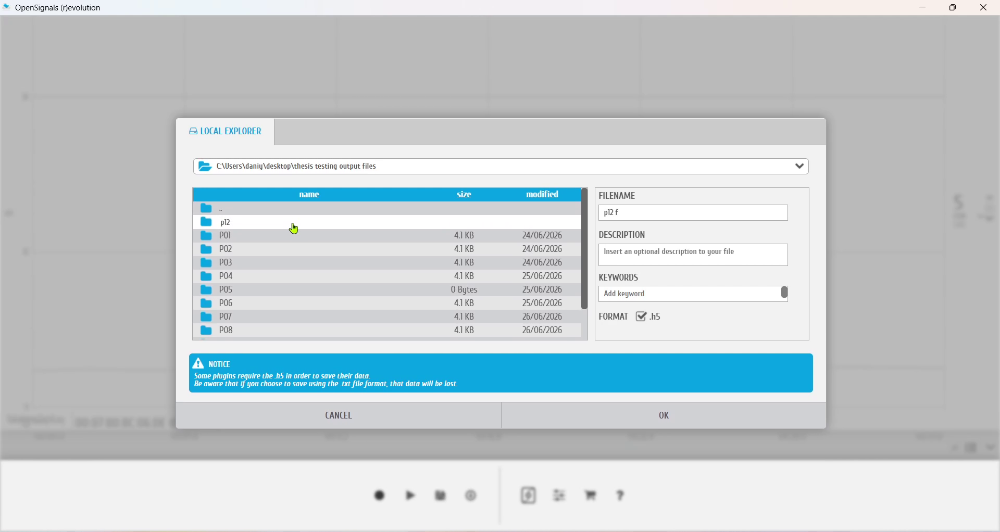 OpenSignals (r)evolution
LOCAL EXPLORER
C:\Users\daniy\desktop\thesis testing output files
name size modified
..
p12
P01 4.1 KB 24/06/2026
P02 4.1 KB 24/06/2026
P03 4.1 KB 24/06/2026
P04 4.1 KB 25/06/2026
P05 0 Bytes 25/06/2026
P06 4.1 KB 25/06/2026
P07 4.1 KB 26/06/2026
P08 4.1 KB 26/06/2026
FILENAME
p12 f
DESCRIPTION
Insert an optional description to your file
KEYWORDS
Add keyword
FORMAT .h5
NOTICE
Some plugins require the .h5 in order to save their data.
Be aware that if you choose to save using the .txt file format, that data will be lost.
CANCEL OK
?